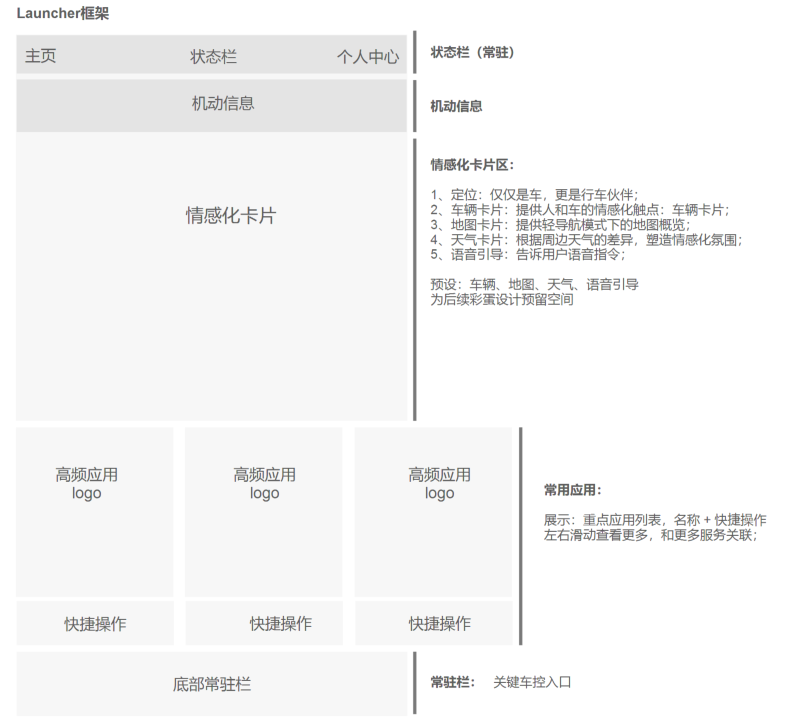 Launcher框架
主页 状态栏 个人中心
状态栏（常驻）
机动信息
机动信息
情感化卡片
情感化卡片区：
1、定位：仅仅是车，更是行车伙伴；
2、车辆卡片：提供人和车的情感化触点：车辆卡片；
3、地图卡片：提供轻导航模式下的地图概览；
4、天气卡片：根据周边天气的差异，塑造情感化氛围；
5、语音引导：告诉用户语音指令；
预设：车辆、地图、天气、语音引导
为后续彩蛋设计预留空间
高频应用
logo
高频应用
logo
高频应用
logo
快捷操作
快捷操作
快捷操作
常用应用：
展示：重点应用列表，名称 + 快捷操作
左右滑动查看更多，和更多服务关联；
底部常驻栏
常驻栏： 关键车控入口